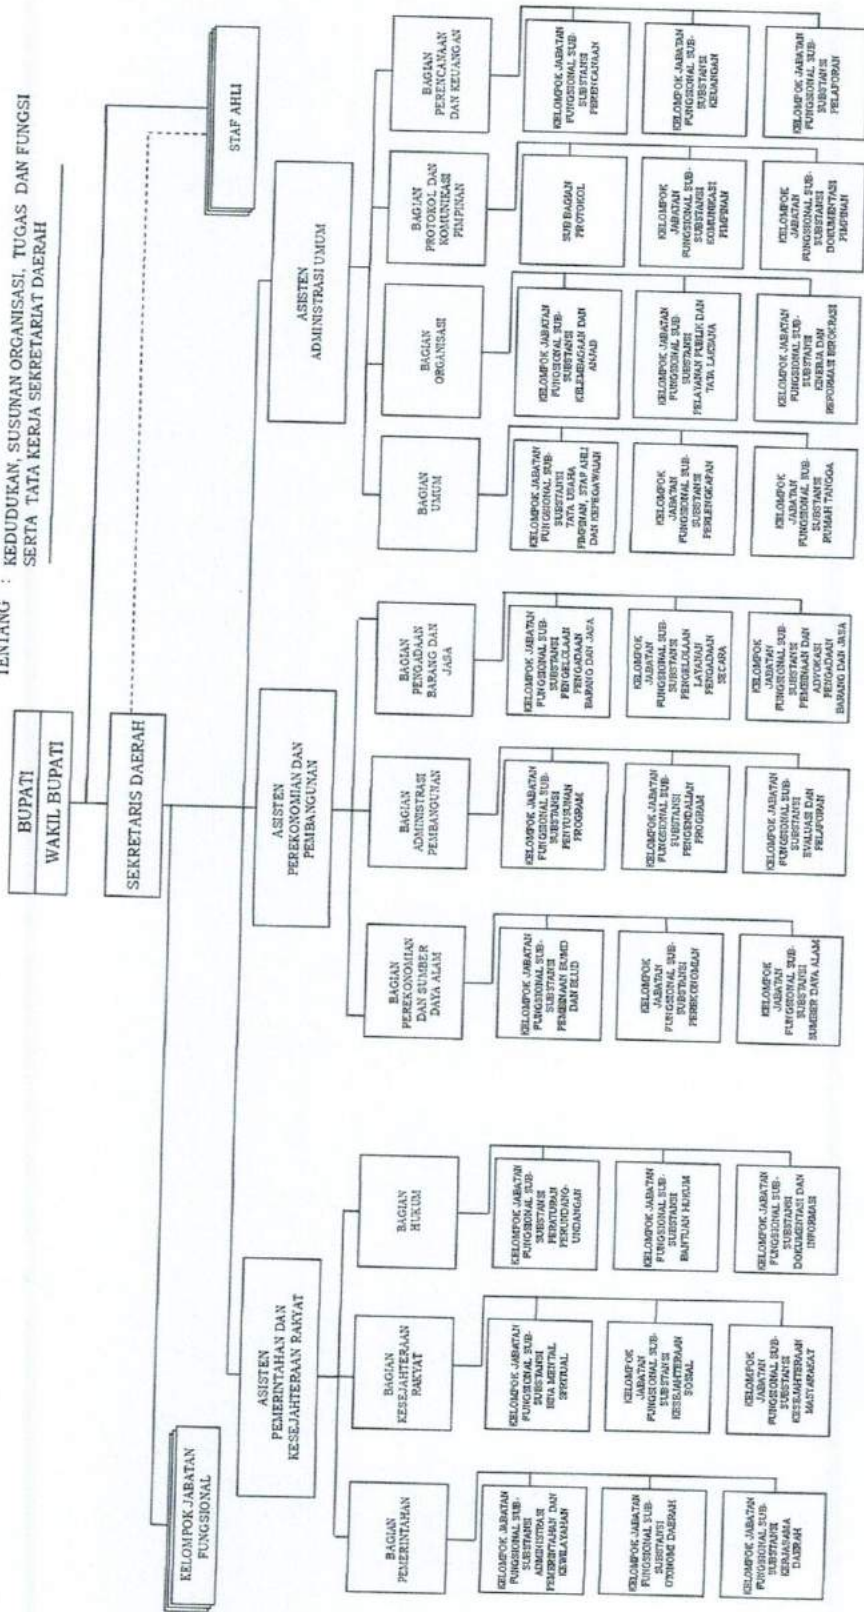 TENTANG : KEDUDUKAN, SUSUNAN ORGANISASI, TUGAS DAN FUNGSI
SERTA TATA KERJA SEKRETARIAT DAERAH
BUPATI
WAKIL BUPATI
SEKRETARIS DAERAH
STAF AHLI
KELOMPOK JABATAN
FUNGSIONAL
ASISTEN
PEMERINTAHAN DAN
KESEJAHTERAAN RAKYAT
ASISTEN
PEREKONOMIAN DAN
PEMBANGUNAN
ASISTEN
ADMINISTRASI UMUM
BAGIAN
PEMERINTAHAN
KELOMPOK JABATAN
FUNGSIONAL SUB-
SUBSTANSI
ADMINISTRASI
PEMERINTAHAN DAN
KEWILAYAHAN
KELOMPOK JABATAN
FUNGSIONAL SUB-
SUBSTANSI
OTONOMI DAERAH
KELOMPOK JABATAN
FUNGSIONAL SUB-
SUBSTANSI
KERJASAMA
DAERAH
BAGIAN
KESEJAHTERAAN
RAKYAT
KELOMPOK JABATAN
FUNGSIONAL SUB-
SUBSTANSI
BINA MENTAL
SPIRTUAL
KELOMPOK
JABATAN
FUNGSIONAL SUB-
SUBSTANSI
KESEJAHTERAAN
SOSIAL
KELOMPOK
JABATAN
FUNGSIONAL SUB-
SUBSTANSI
KESEJAHTERAAN
MASYARAKAT
BAGIAN
HUKUM
KELOMPOK JABATAN
FUNGSIONAL SUB-
SUBSTANSI
PERATURAN
PERUNDANG-
UNDANGAN
KELOMPOK JABATAN
FUNGSIONAL SUB-
SUBSTANSI
BANTUAN HUKUM
KELOMPOK JABATAN
FUNGSIONAL SUB-
SUBSTANSI
DOKUMENTASI DAN
INFORMASI
BAGIAN
PEREKONOMIAN
DAN SUMBER
DAYA ALAM
KELOMPOK JABATAN
FUNGSIONAL SUB-
SUBSTANSI
PEMBINAAN BUMD
DAN BLUD
KELOMPOK
JABATAN
FUNGSIONAL SUB-
SUBSTANSI
PEREKONOMIAN
KELOMPOK
JABATAN
FUNGSIONAL SUB-
SUBSTANSI
SUMBER DAYA ALAM
BAGIAN
ADMINISTRASI
PEMBANGUNAN
KELOMPOK JABATAN
FUNGSIONAL SUB-
SUBSTANSI
PENYUSUNAN
PROGRAM
KELOMPOK JABATAN
FUNGSIONAL SUB-
SUBSTANSI
PENGENDALIAN
PROGRAM
KELOMPOK JABATAN
FUNGSIONAL SUB-
SUBSTANSI
EVALUASI DAN
PELAPORAN
BAGIAN
PENGADAAN
BARANG DAN
JASA
KELOMPOK JABATAN
FUNGSIONAL SUB-
SUBSTANSI
PENGELOLAAN
PENGADAAN
BARANG DAN JASA
KELOMPOK
JABATAN
FUNGSIONAL SUB-
SUBSTANSI
PENGELOLAAN
LAYANAN
PENGADAAN
SECARA
KELOMPOK
JABATAN
FUNGSIONAL SUB-
SUBSTANSI
PEMBINAAN DAN
ADVOKASI
PENGADAAN
BARANG DAN JASA
BAGIAN
UMUM
KELOMPOK JABATAN
FUNGSIONAL SUB-
SUBSTANSI
TATA USAHA
PIMPINAN, STAF AHLI
DAN KEPEGAWAIAN
KELOMPOK
JABATAN
FUNGSIONAL SUB-
SUBSTANSI
PERLENGKAPAN
KELOMPOK
JABATAN
FUNGSIONAL SUB-
SUBSTANSI
RUMAH TANGGA
BAGIAN
ORGANISASI
KELOMPOK JABATAN
FUNGSIONAL SUB-
SUBSTANSI
KELEMBAGAAN DAN
ANJAB
KELOMPOK JABATAN
FUNGSIONAL SUB-
SUBSTANSI
PELAYANAN PUBLIK DAN
TATA LAKSANA
KELOMPOK JABATAN
FUNGSIONAL SUB-
SUBSTANSI
KINERJA DAN
REFORMASI BIROKRASI
BAGIAN
PROTOKOL DAN
KOMUNIKASI
PIMPINAN
SUB BAGIAN
PROTOKOL
KELOMPOK
JABATAN
FUNGSIONAL SUB-
SUBSTANSI
KOMUNIKASI
PIMPINAN
KELOMPOK
JABATAN
FUNGSIONAL SUB-
SUBSTANSI
DOKUMENTASI
PIMPINAN
BAGIAN
PERENCANAAN
DAN KEUANGAN
KELOMPOK JABATAN
FUNGSIONAL SUB-
SUBSTANSI
PERENCANAAN
KELOMPOK JABATAN
FUNGSIONAL SUB-
SUBSTANSI
KEUANGAN
KELOMPOK JABATAN
FUNGSIONAL SUB-
SUBSTANSI
PELAPORAN